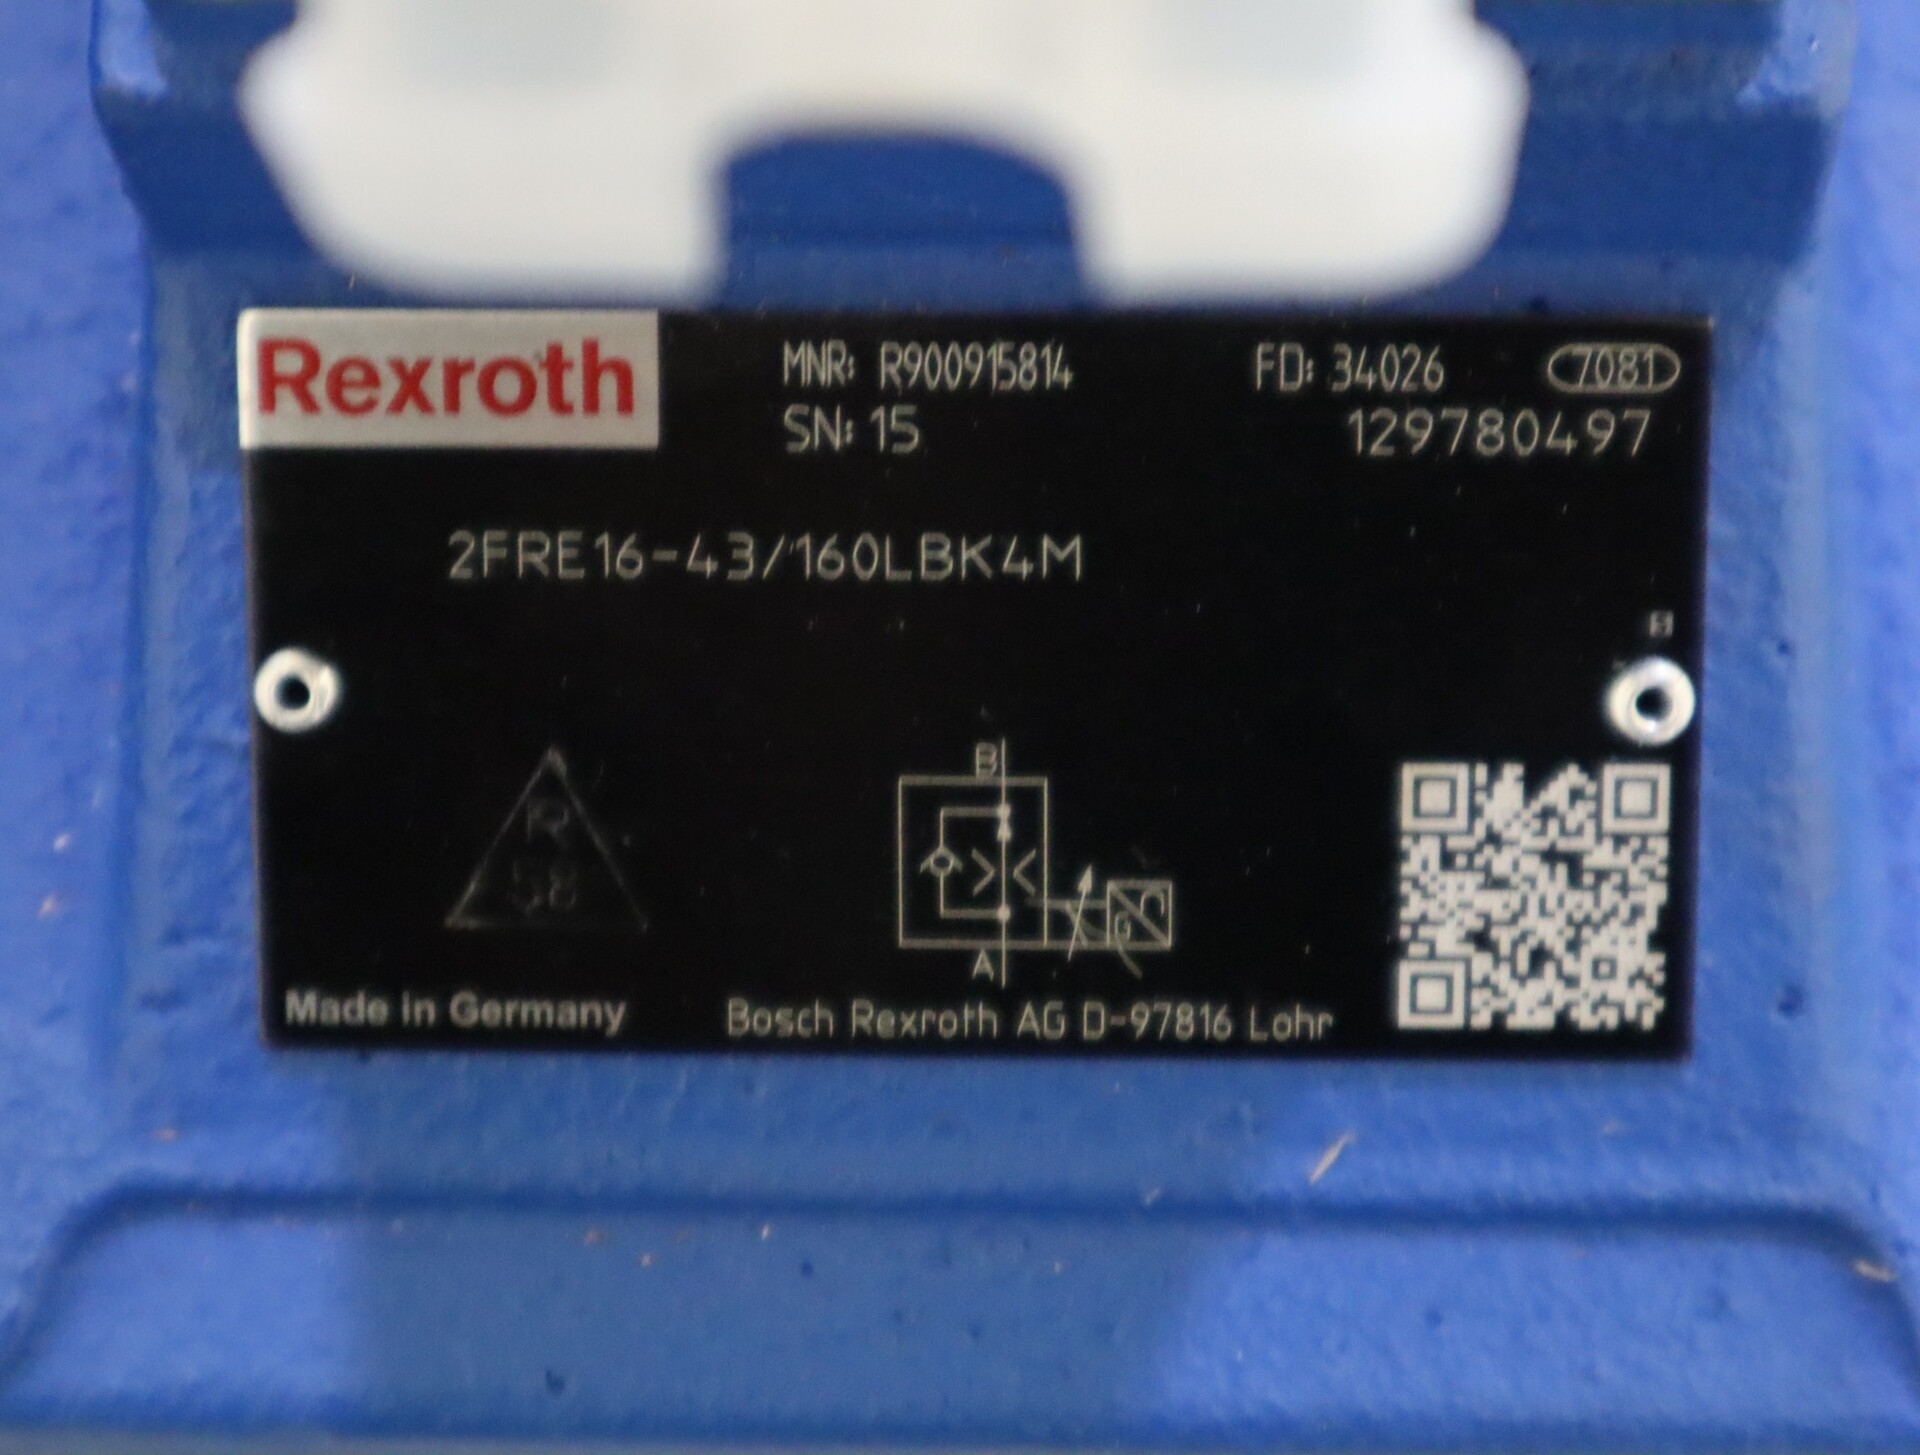 Rexroth
MNR: R900915814
FD: 34026
7081
SN: 15
129780497
2FRE16-43/160LBK4M
R
58
B
A
G
Made in Germany
Bosch Rexroth AG D-97816 Lohr